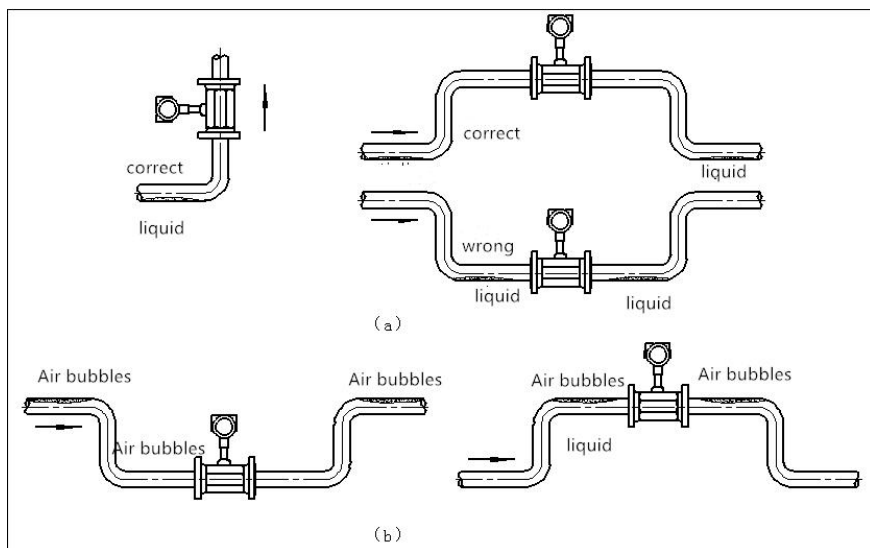 correct
liquid
correct
liquid
wrong
liquid
liquid
（a）
Air bubbles
Air bubbles
Air bubbles
Air bubbles
Air bubbles
liquid
（b）